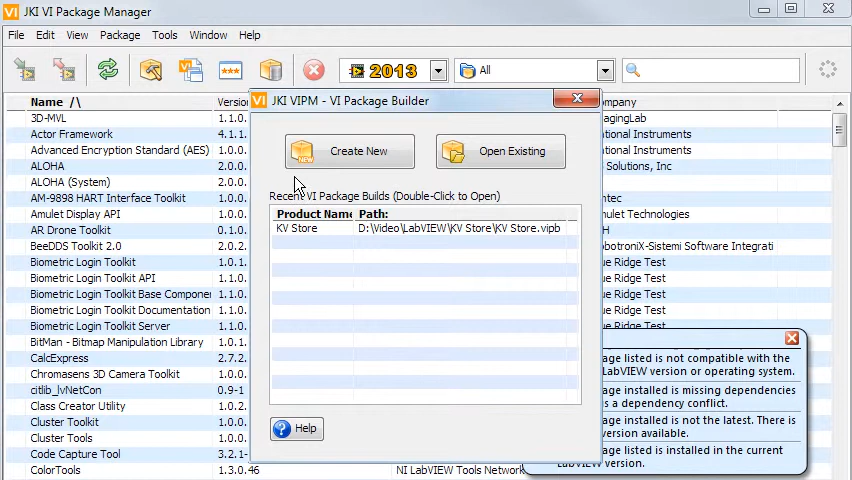 VI JKI VI Package Manager
File Edit View Package Tools Window Help
2013 All
Name /\ Version Company
3D-MVL 1.1.0.
Actor Framework 4.1.1. ational Instruments
Advanced Encryption Standard (AES) 1.1.0. ational Instruments
ALOHA 1.0.0. Solutions, Inc
ALOHA (System) 2.1.0.
AM-9898 HART Interface Toolkit 1.1.0. ntec
Amulet Display API 1.1.0. mulet Technologies
AR Drone Toolkit 0.1.0. H
BeeDDS Toolkit 2.0 2.1.0. obotroniX-Sistemi Software Integrati
Biometric Login Toolkit 1.1.0. ue Ridge Test
Biometric Login Toolkit API 1.1.0. ue Ridge Test
Biometric Login Toolkit Base Componen 1.1.0. ue Ridge Test
Biometric Login Toolkit Documentation 1.1.0. ue Ridge Test
Biometric Login Toolkit Server 1.1.0. ue Ridge Test
BitMan - Bitmap Manipulation Library 1.1.0.
CalcExpress 2.7.2.
Chromasens 3D Camera Toolkit 1.1.0.
citlib_lvNetCon 0.9-1
Class Creator Utility 1.2.0.
Cluster Toolkit 2.0.0.
Cluster Tools 1.1.0.
Code Capture Tool 3.2.1-
ColorTools 1.3.0.46 NI LabVIEW Tools Network
VI JKI VIPM - VI Package Builder
NEW Create New Open Existing
Recent VI Package Builds (Double-Click to Open)
Product Name Path:
KV Store D:\Video\LabVIEW\KV Store\KV Store.vipb
? Help
age listed is not compatible with the
LabVIEW version or operating system.
age installed is missing dependencies
s a dependency conflict.
age installed is not the latest. There is
version available.
age listed is installed in the current
LabVIEW version.